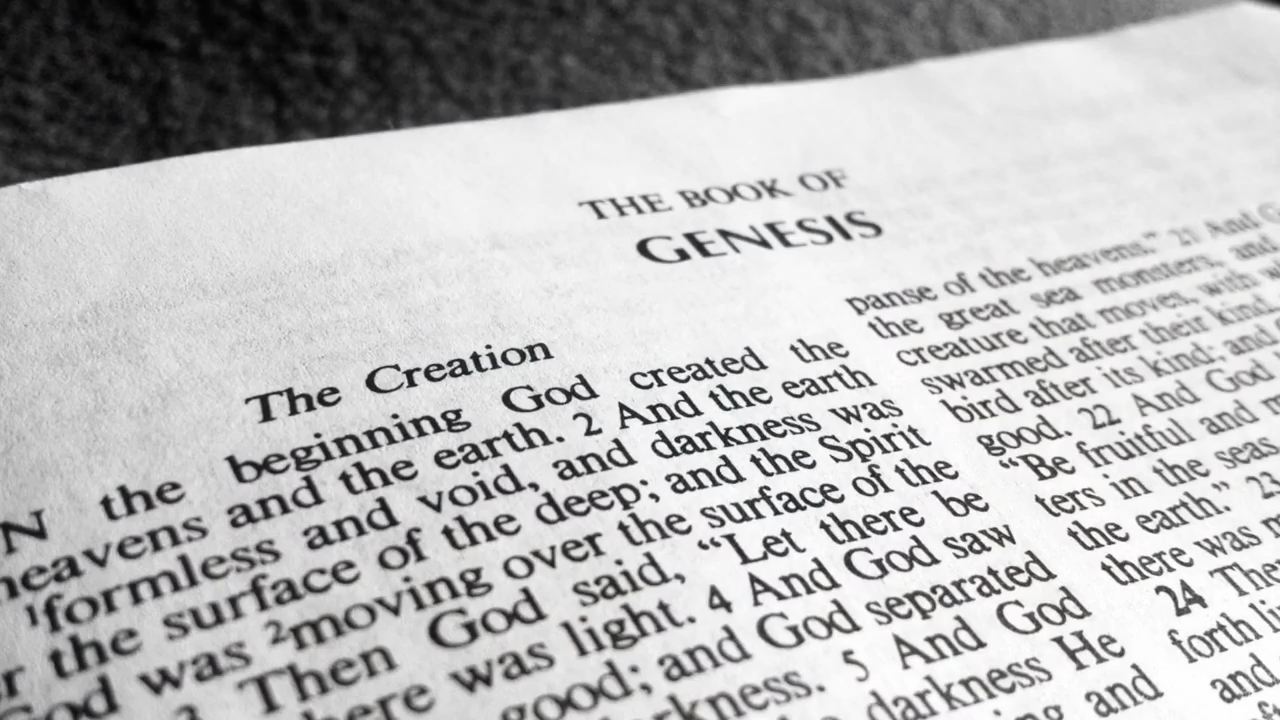 THE BOOK OF
GENESIS
The Creation
N the beginning God created the
heavens and the earth. 2 And the earth
¹formless and void, and darkness was
the surface of the deep; and the Spirit
God was ²moving over the surface of the
3 Then God said, “Let there be
there was light. 4 And God saw
good; and God separated
darkness. 5 And God
darkness He
and
panse of the heavens.” 21 And G
the great sea monsters, and
creature that moves, with w
swarmed after their kind,
bird after its kind; and
good. 22 And God
“Be fruitful and m
ters in the seas
the earth.” 23
there was
24 The
forth li
and